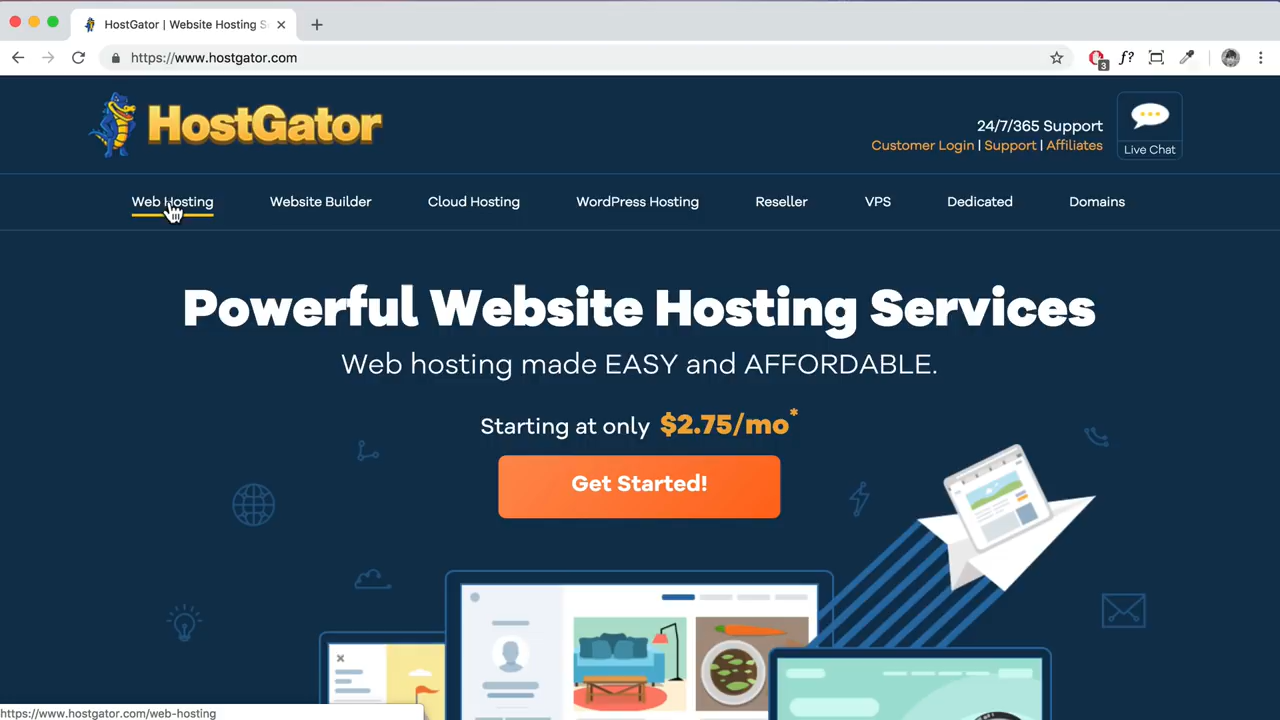 HostGator | Website Hosting S
https://www.hostgator.com
3
f?
HostGator
24/7/365 Support
Customer Login | Support | Affiliates
Live Chat
Web Hosting
Website Builder
Cloud Hosting
WordPress Hosting
Reseller
VPS
Dedicated
Domains
Powerful Website Hosting Services
Web hosting made EASY and AFFORDABLE.
Starting at only $2.75/mo*
Get Started!
https://www.hostgator.com/web-hosting